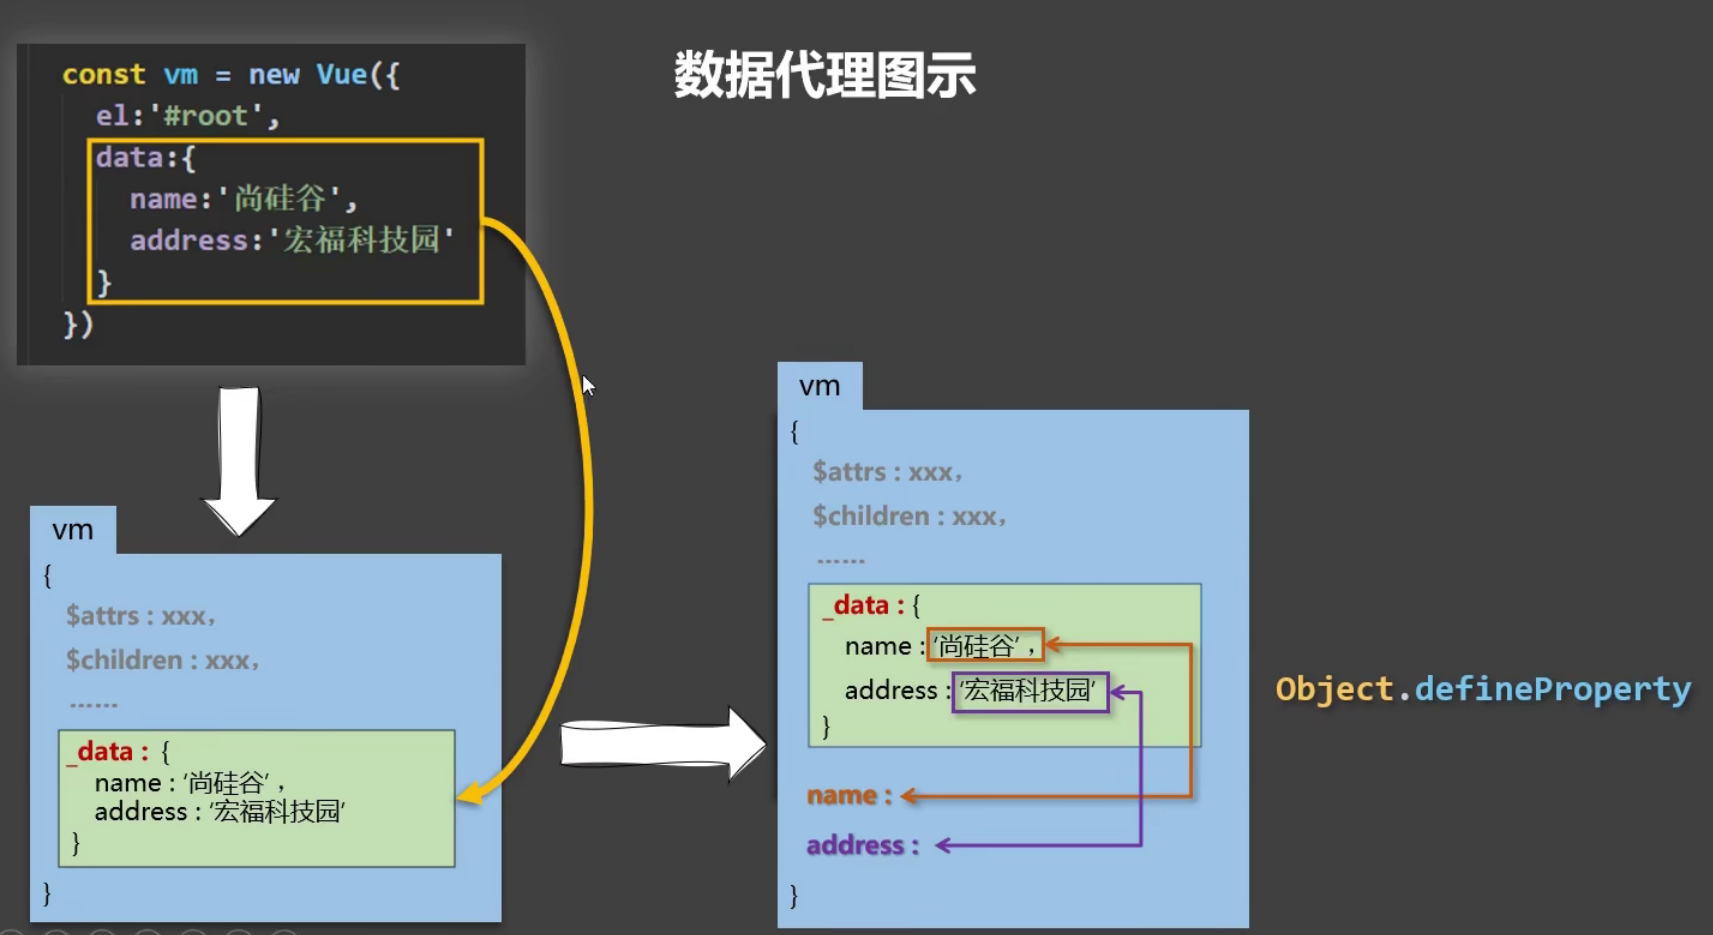 数据代理图示
const vm = new Vue({
el:'#root',
data:{
name:'尚硅谷',
address:'宏福科技园'
}
})
vm
{
$attrs : xxx，
$children : xxx，
……
_data : {
name : '尚硅谷'，
address : '宏福科技园'
}
}
vm
{
$attrs : xxx，
$children : xxx，
……
_data : {
name : '尚硅谷'，
address : '宏福科技园'
}
name :
address :
}
Object.defineProperty